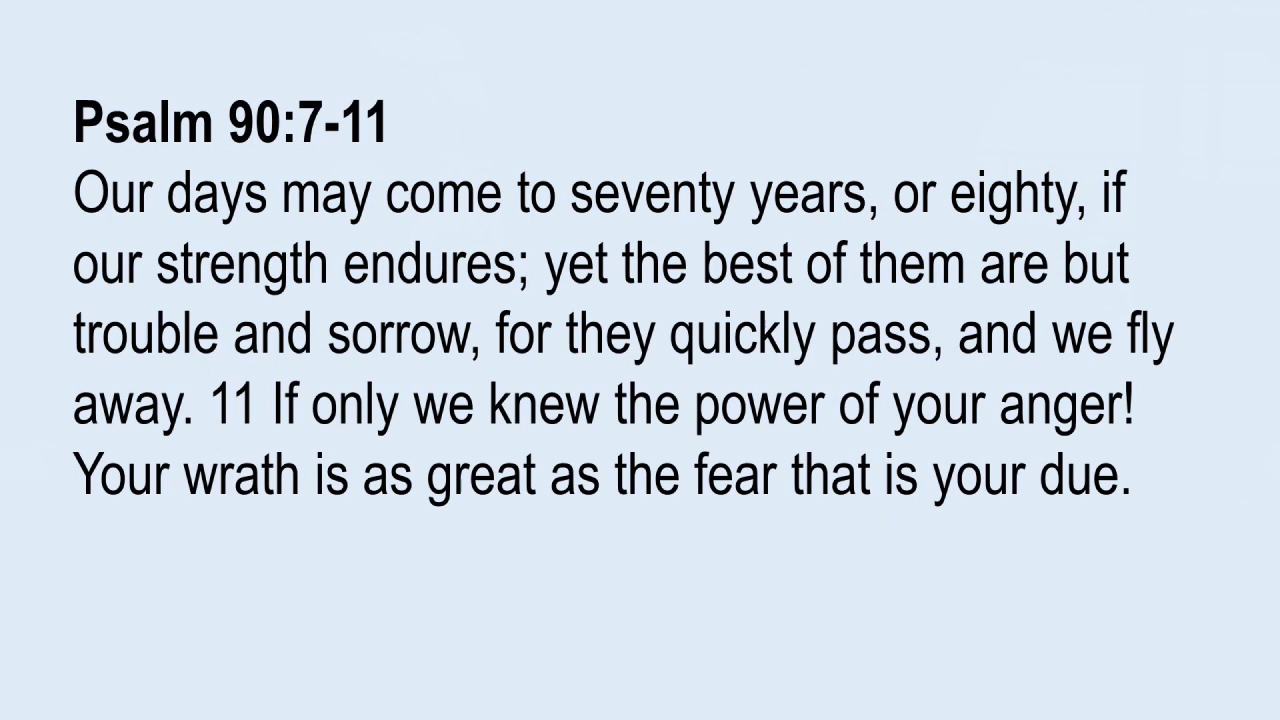 Psalm 90:7-11
Our days may come to seventy years, or eighty, if
our strength endures; yet the best of them are but
trouble and sorrow, for they quickly pass, and we fly
away. 11 If only we knew the power of your anger!
Your wrath is as great as the fear that is your due.